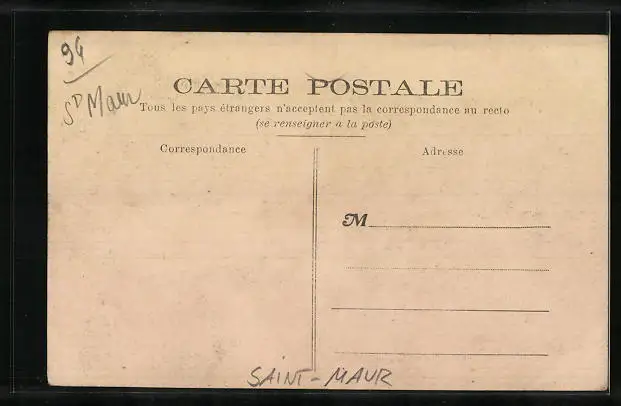 94
St Maur
CARTE POSTALE
Tous les pays étrangers n'acceptent pas la correspondance au recto
(se renseigner a la poste)
Correspondance
Adresse
M
SAINT-MAUR